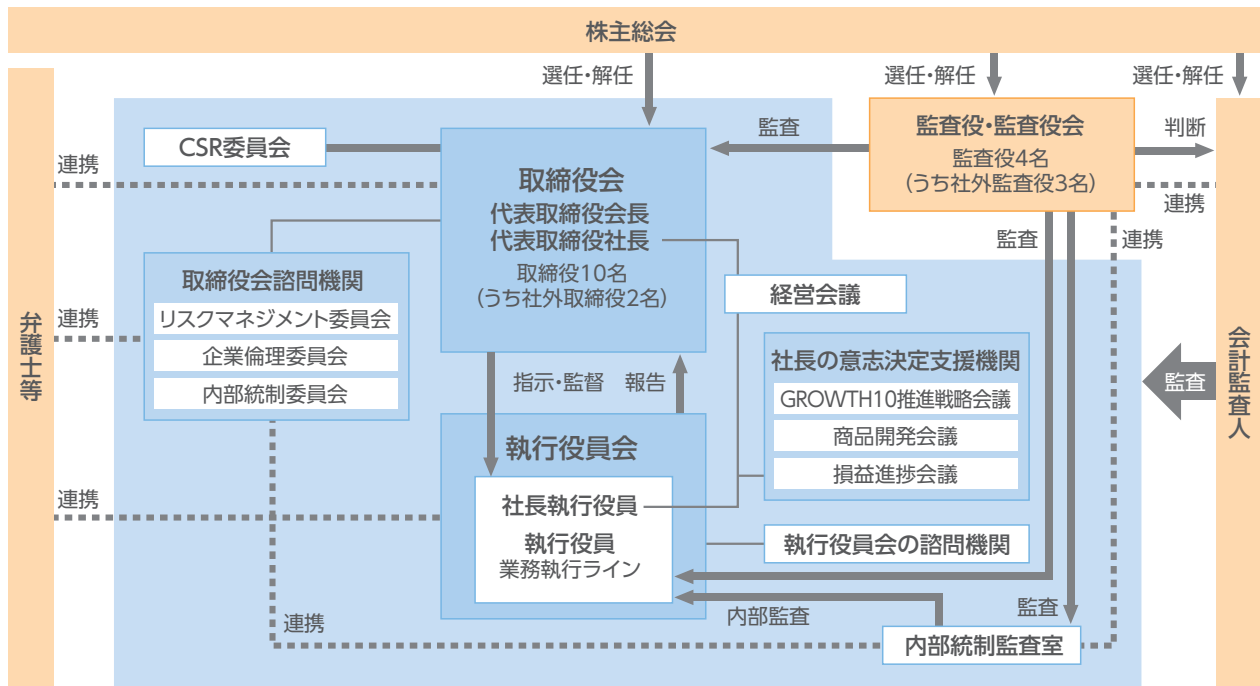 株主総会
選任・解任
選任・解任
選任・解任
CSR委員会
監査
監査役・監査役会
監査役4名
(うち社外監査役3名)
判断
連携
連携
連携
取締役会
代表取締役会長
代表取締役社長
取締役10名
(うち社外取締役2名)
監査
取締役会諮問機関
リスクマネジメント委員会
企業倫理委員会
内部統制委員会
経営会議
弁護士等
連携
社長の意志決定支援機関
GROWTH10推進戦略会議
商品開発会議
損益進捗会議
監査
会計監査人
指示・監督
報告
執行役員会
社長執行役員
執行役員
業務執行ライン
連携
執行役員会の諮問機関
連携
内部監査
監査
内部統制監査室